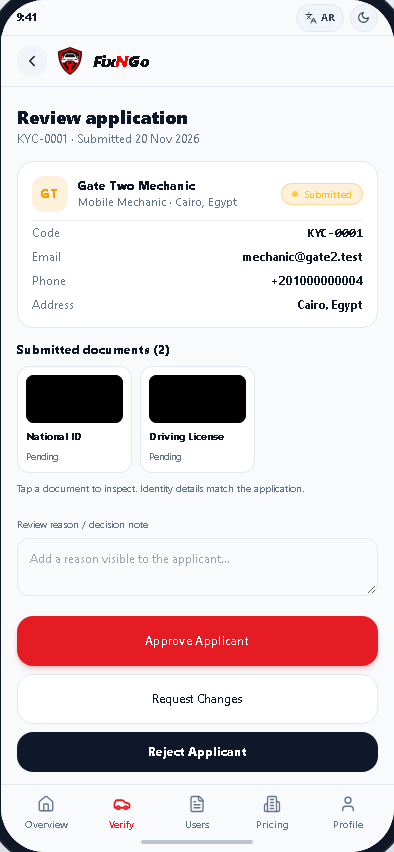 9:41
AR
FixNGo
Review application
KYC-0001 · Submitted 20 Nov 2026
GT
Gate Two Mechanic
Mobile Mechanic · Cairo, Egypt
Submitted
Code
KYC-0001
Email
mechanic@gate2.test
Phone
+201000000004
Address
Cairo, Egypt
Submitted documents (2)
National ID
Pending
Driving License
Pending
Tap a document to inspect. Identity details match the application.
Review reason / decision note
Add a reason visible to the applicant...
Approve Applicant
Request Changes
Reject Applicant
Overview
Verify
Users
Pricing
Profile